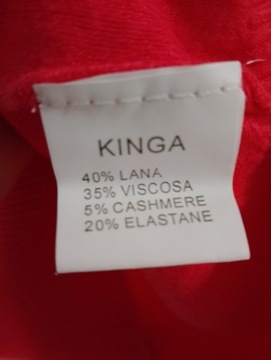 KINGA
40% LANA
35% VISCOSA
5% CASHMERE
20% ELASTANE